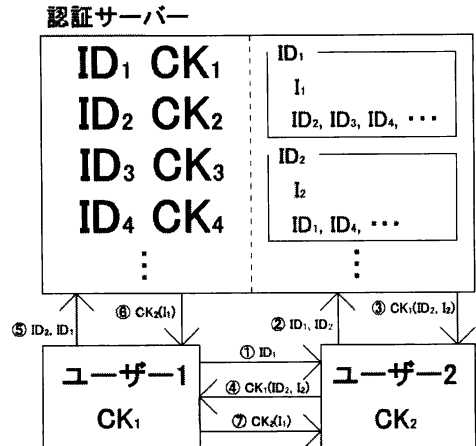 認証サーバー
ID₁ CK₁
ID₂ CK₂
ID₃ CK₃
ID₄ CK₄
⋮
ID₁
I₁
ID₂, ID₃, ID₄, ・・・
ID₂
I₂
ID₁, ID₄, ・・・
⋮
⑤ ID₂, ID₁
⑥ CK₂(I₁)
② ID₁, ID₂
③ CK₁(ID₂, I₂)
ユーザー1
CK₁
① ID₁
④ CK₁(ID₂, I₂)
⑦ CK₂(I₁)
ユーザー2
CK₂